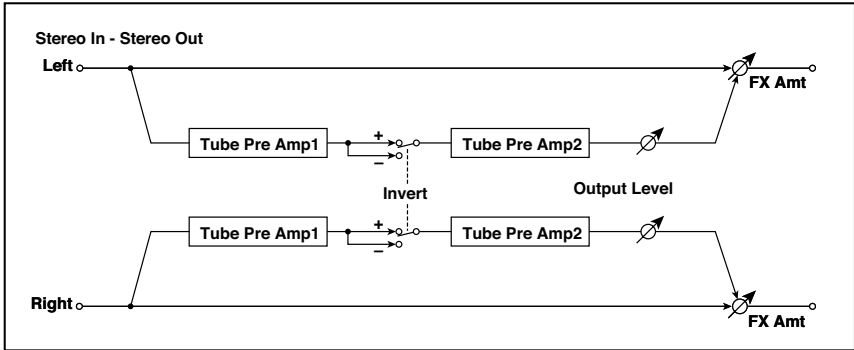 Stereo In - Stereo Out
Left
FX Amt
Tube Pre Amp1
+
–
Tube Pre Amp2
Invert
Output Level
Tube Pre Amp1
+
–
Tube Pre Amp2
Right
FX Amt